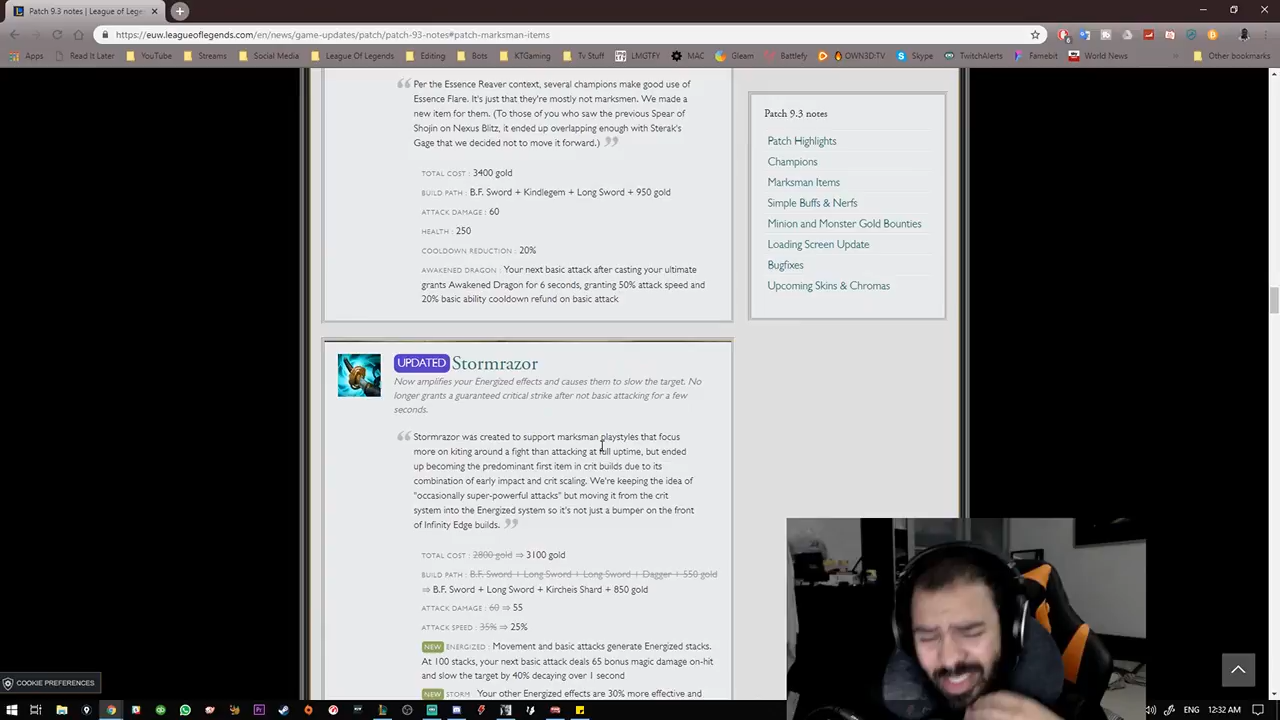 Patch 9.3 notes | League of Lege
https://euw.leagueoflegends.com/en/news/game-updates/patch/patch-93-notes#patch-marksman-items
Apps Read It Later YouTube Streams Social Media League Of Legends Editing Bots KTGaming Tv Stuff LMGTFY MAC Gleam Battlefy OWN3D.TV Skype TwitchAlerts Famebit World News Other bookmarks
Per the Essence Reaver context, several champions make good use of
Essence Flare. It's just that they're mostly not marksmen. We made a
new item for them. (To those of you who saw the previous Spear of
Shojin on Nexus Blitz, it ended up overlapping enough with Sterak's
Gage that we decided not to move it forward.)
TOTAL COST : 3400 gold
BUILD PATH : B.F. Sword + Kindlegem + Long Sword + 950 gold
ATTACK DAMAGE : 60
HEALTH : 250
COOLDOWN REDUCTION : 20%
AWAKENED DRAGON : Your next basic attack after casting your ultimate
grants Awakened Dragon for 6 seconds, granting 50% attack speed and
20% basic ability cooldown refund on basic attack
Patch 9.3 notes
Patch Highlights
Champions
Marksman Items
Simple Buffs & Nerfs
Minion and Monster Gold Bounties
Loading Screen Update
Bugfixes
Upcoming Skins & Chromas
UPDATED Stormrazor
Now amplifies your Energized effects and causes them to slow the target. No
longer grants a guaranteed critical strike after not basic attacking for a few
seconds.
Stormrazor was created to support marksman playstyles that focus
more on kiting around a fight than attacking at full uptime, but ended
up becoming the predominant first item in crit builds due to its
combination of early impact and crit scaling. We're keeping the idea of
"occasionally super-powerful attacks" but moving it from the crit
system into the Energized system so it's not just a bumper on the front
of Infinity Edge builds.
TOTAL COST : 2800 gold ⇒ 3100 gold
BUILD PATH : B.F. Sword + Long Sword + Long Sword + Dagger + 550 gold
⇒ B.F. Sword + Long Sword + Kircheis Shard + 850 gold
ATTACK DAMAGE : 60 ⇒ 55
ATTACK SPEED : 35% ⇒ 25%
NEW ENERGIZED : Movement and basic attacks generate Energized stacks.
At 100 stacks, your next basic attack deals 65 bonus magic damage on-hit
and slow the target by 40% decaying over 1 second
NEW STORM Your other Energized effects are 30% more effective and
COOKIE PREFERENCES
ENG 12:32 AM